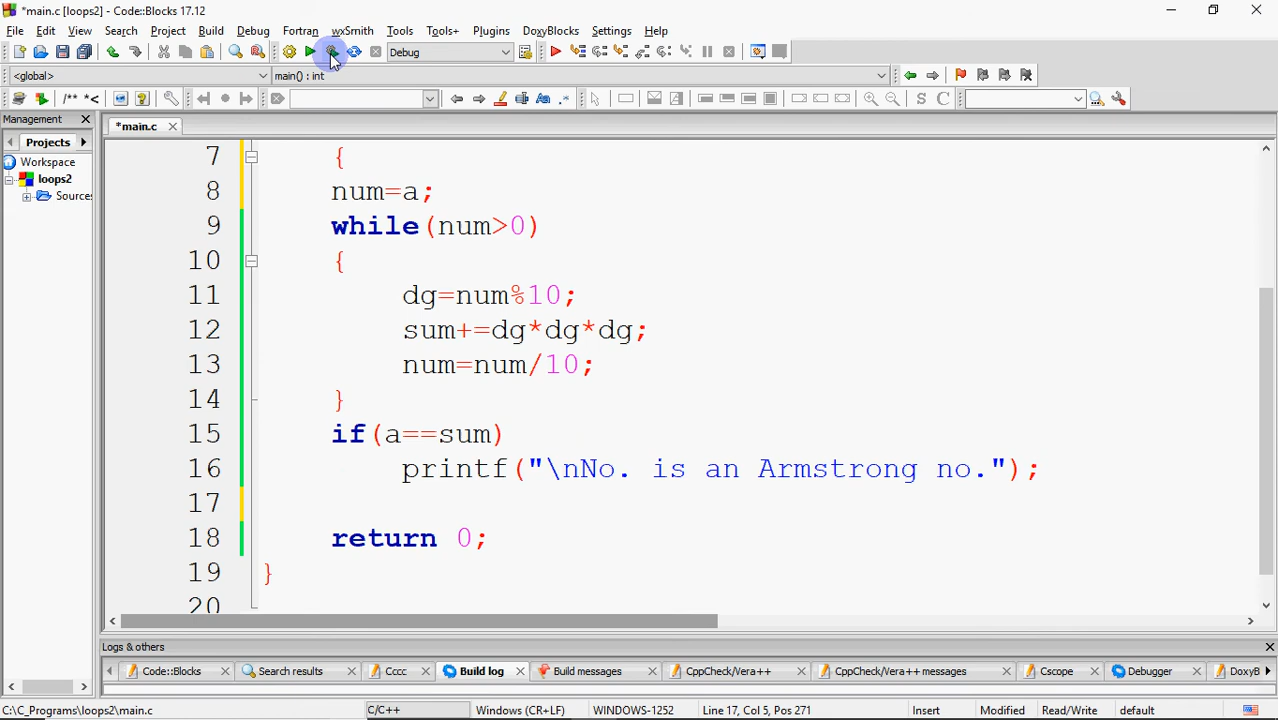 *main.c [loops2] - Code::Blocks 17.12
File Edit View Search Project Build Debug Fortran wxSmith Tools Tools+ Plugins DoxyBlocks Settings Help
Debug
<global> main() : int
/** *<
S C
Management
*main.c
Projects
Workspace
loops2
Sources
7 {
8 num=a;
9 while(num>0)
10 {
11 dg=num%10;
12 sum+=dg*dg*dg;
13 num=num/10;
14 }
15 if(a==sum)
16 printf("\nNo. is an Armstrong no.");
17
18 return 0;
19 }
20
Logs & others
Code::Blocks Search results Cccc Build log Build messages CppCheck/Vera++ CppCheck/Vera++ messages Cscope Debugger DoxyB
C:\C_Programs\loops2\main.c C/C++ Windows (CR+LF) WINDOWS-1252 Line 17, Col 5, Pos 271 Insert Modified Read/Write default